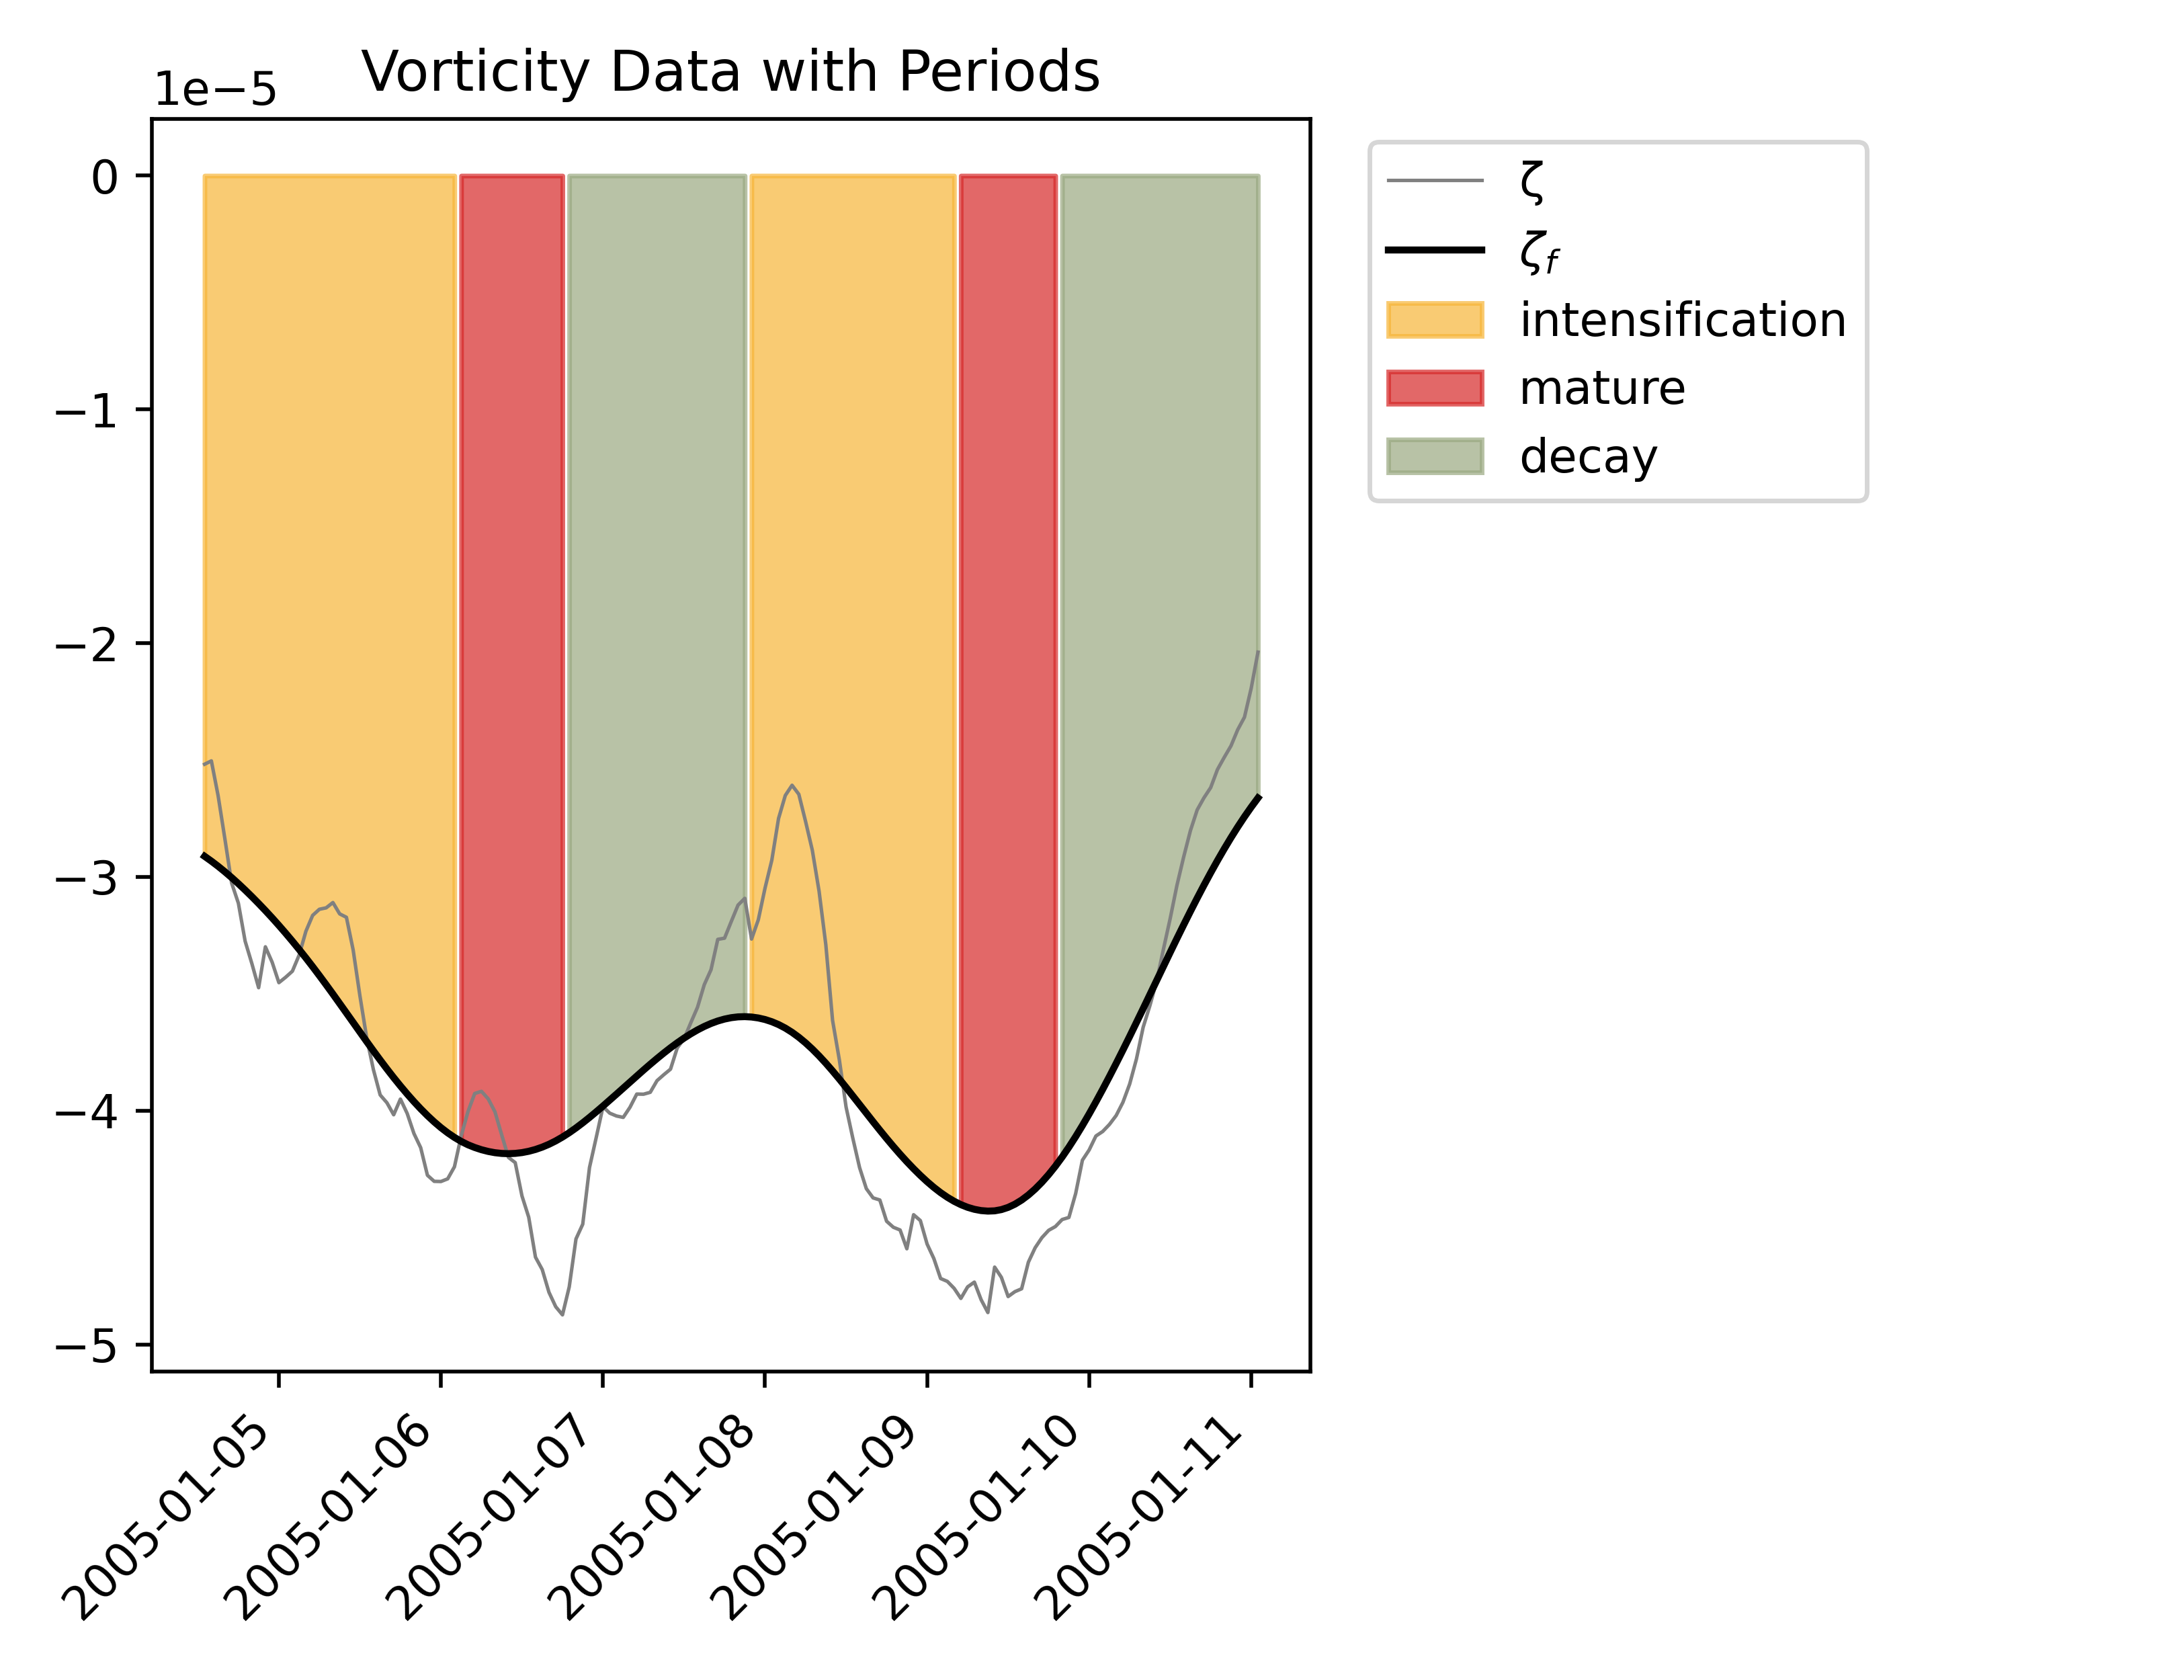 Vorticity Data with Periods
1e−5
0
−1
−2
−3
−4
−5
2005-01-05
2005-01-06
2005-01-07
2005-01-08
2005-01-09
2005-01-10
2005-01-11
ζ
ζf
intensification
mature
decay